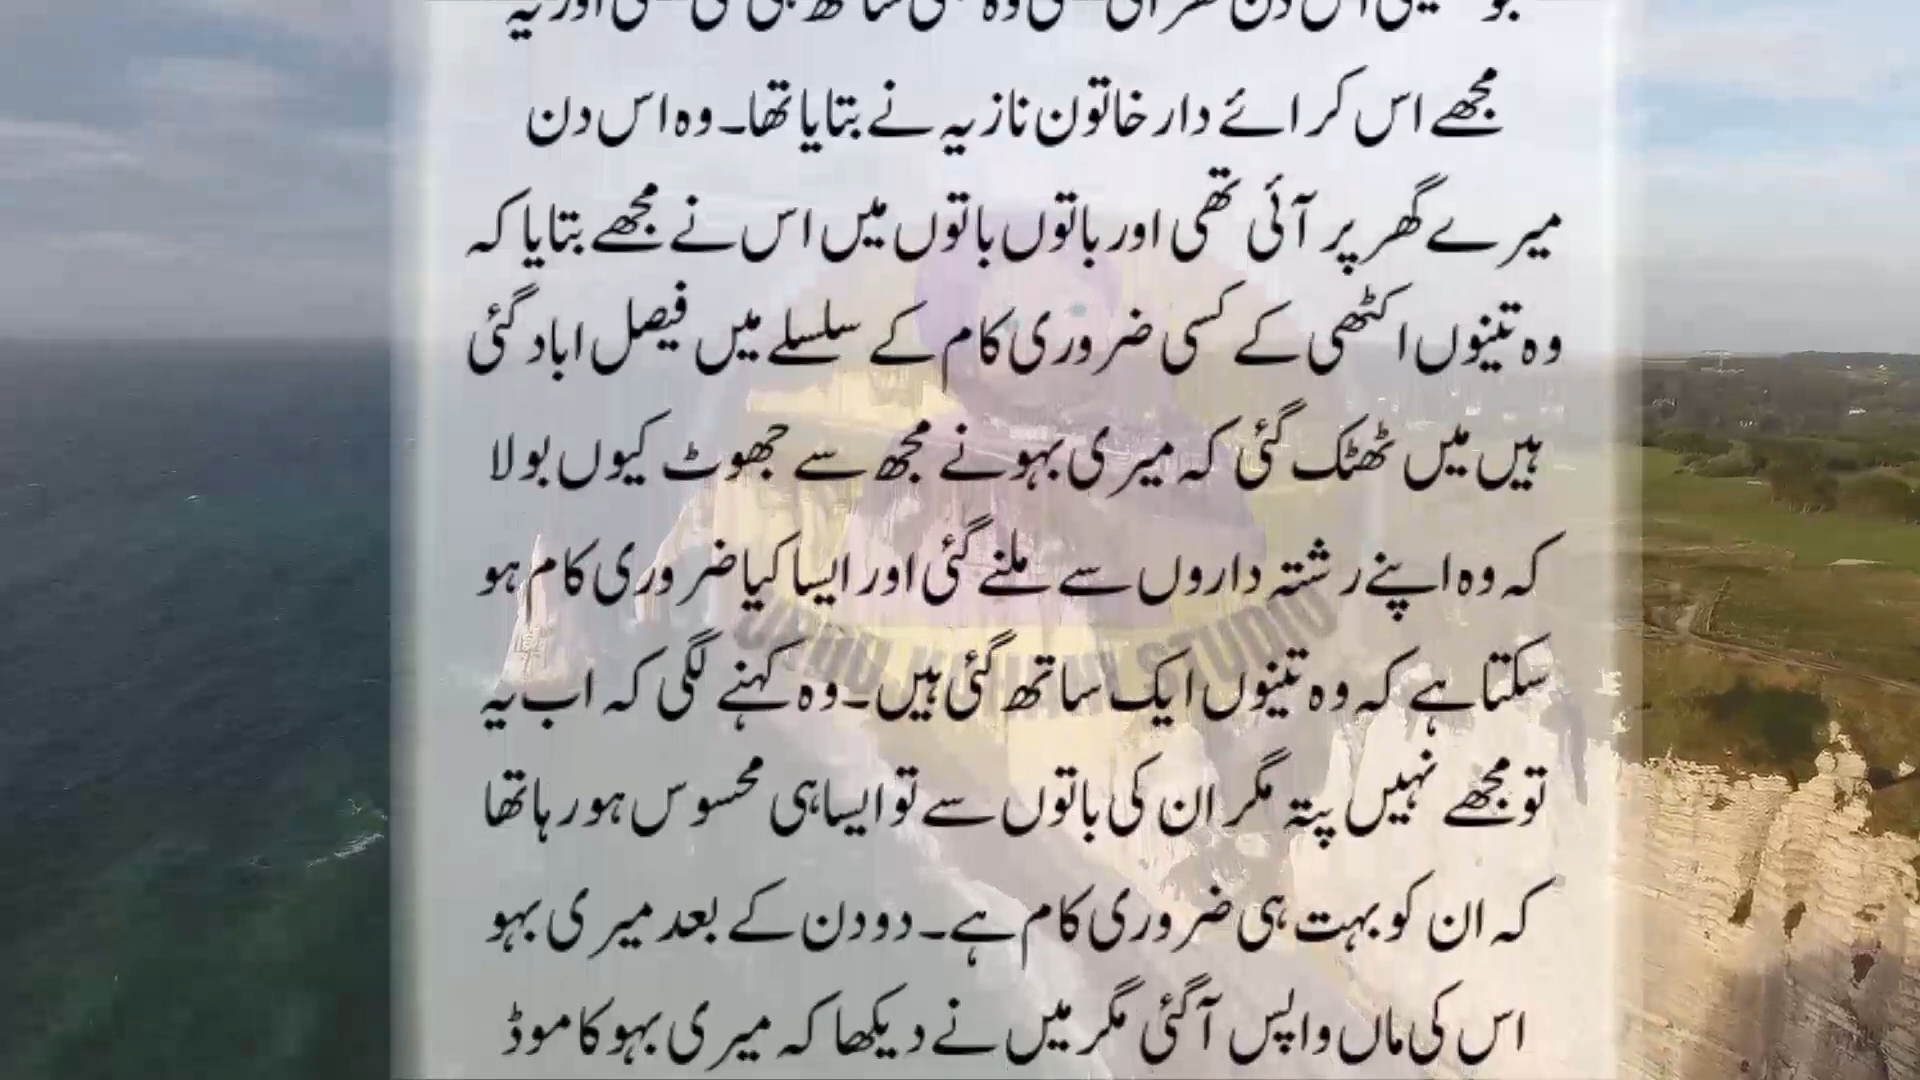 مجھے اس کرائے دار خاتون نازیہ نے بتایا تھا۔ وہ اس دن
میرے گھر پر آئی تھی اور باتوں باتوں میں اس نے مجھے بتایا کہ
وہ تینوں اکٹھی کے کسی ضروری کام کے سلسلے میں فیصل اباد گئی
ہیں میں ٹھٹک گئی کہ میری بہو نے مجھ سے جھوٹ کیوں بولا
کہ وہ اپنے رشتہ داروں سے ملنے گئی اور ایسا کیا ضروری کام ہو
سکتا ہے کہ وہ تینوں ایک ساتھ گئی ہیں۔ وہ کہنے لگی کہ اب یہ
تو مجھے نہیں پتہ مگر ان کی باتوں سے تو ایسا ہی محسوس ہو رہا تھا
کہ ان کو بہت ہی ضروری کام ہے۔ دو دن کے بعد میری بہو
اس کی ماں واپس آگئی مگر میں نے دیکھا کہ میری بہو کا موڈ
STUDIO